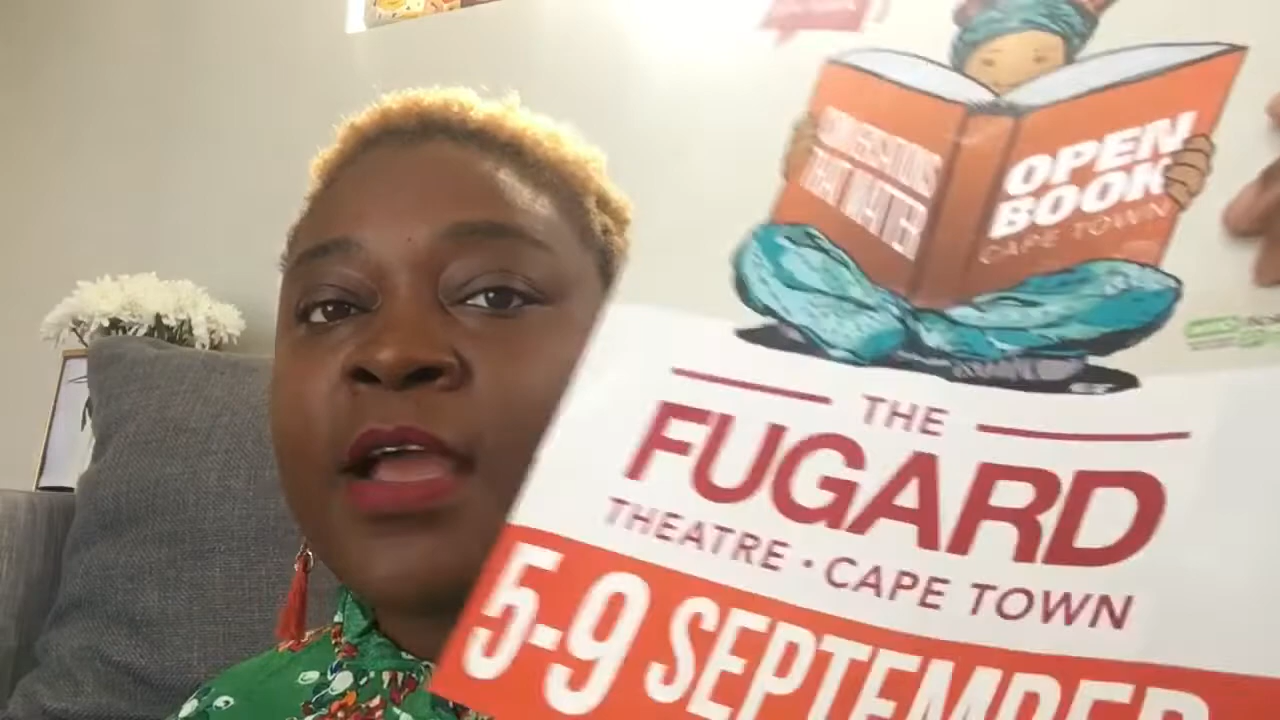 CONVERSATIONS
THAT MATTER
OPEN
BOOK
CAPE TOWN
THE
FUGARD
THEATRE · CAPE TOWN
5-9 SEPTEMBER